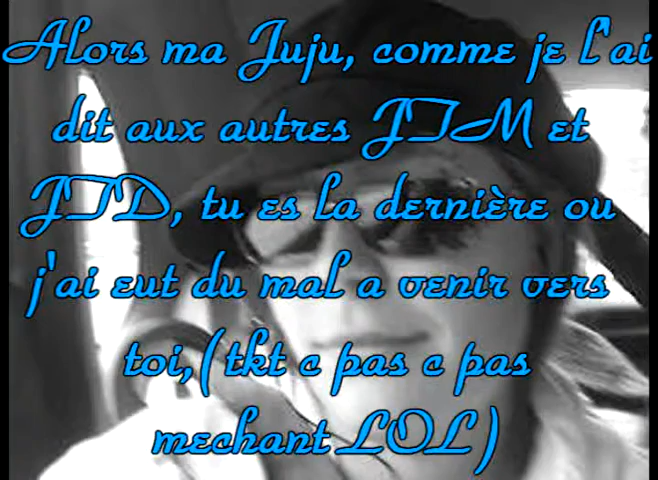 Alors ma Juju, comme je l'ai
dit aux autres JTM et
JTD, tu es la dernière ou
j'ai eut du mal a venir vers
toi,(tkt c pas c pas
mechant LOL)